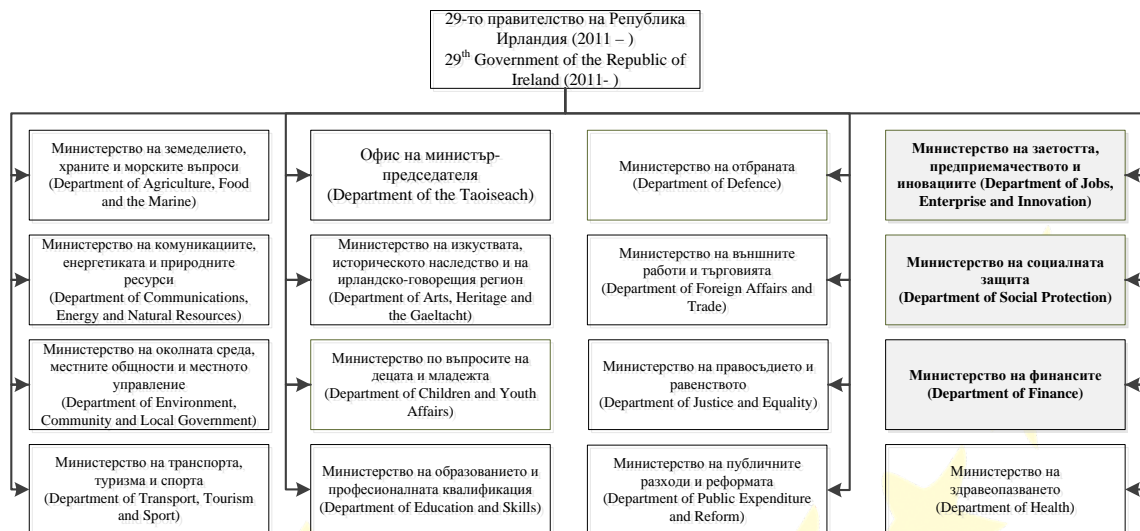 29-то правителство на Република
Ирландия (2011 – )
29th Government of the Republic of
Ireland (2011- )
Министерство на земеделието,
храните и морските въпроси
(Department of Agriculture, Food
and the Marine)
Офис на министър-
председателя
(Department of the Taoiseach)
Министерство на отбраната
(Department of Defence)
Министерство на заетостта,
предприемачеството и
иновациите (Department of Jobs,
Enterprise and Innovation)
Министерство на комуникациите,
енергетиката и природните
ресурси
(Department of Communications,
Energy and Natural Resources)
Министерство на изкуствата,
историческото наследство и на
ирландско-говорещия регион
(Department of Arts, Heritage and
the Gaeltacht)
Министерство на външните
работи и търговията
(Department of Foreign Affairs and
Trade)
Министерство на социалната
защита
(Department of Social Protection)
Министерство на околната среда,
местните общности и местното
управление
(Department of Environment,
Community and Local Government)
Министерство по въпросите на
децата и младежта
(Department of Children and Youth
Affairs)
Министерство на правосъдието и
равенството
(Department of Justice and Equality)
Министерство на финансите
(Department of Finance)
Министерство на транспорта,
туризма и спорта
(Department of Transport, Tourism
and Sport)
Министерство на образованието и
професионалната квалификация
(Department of Education and Skills)
Министерство на публичните
разходи и реформата
(Department of Public Expenditure
and Reform)
Министерство на
здравеопазването
(Department of Health)